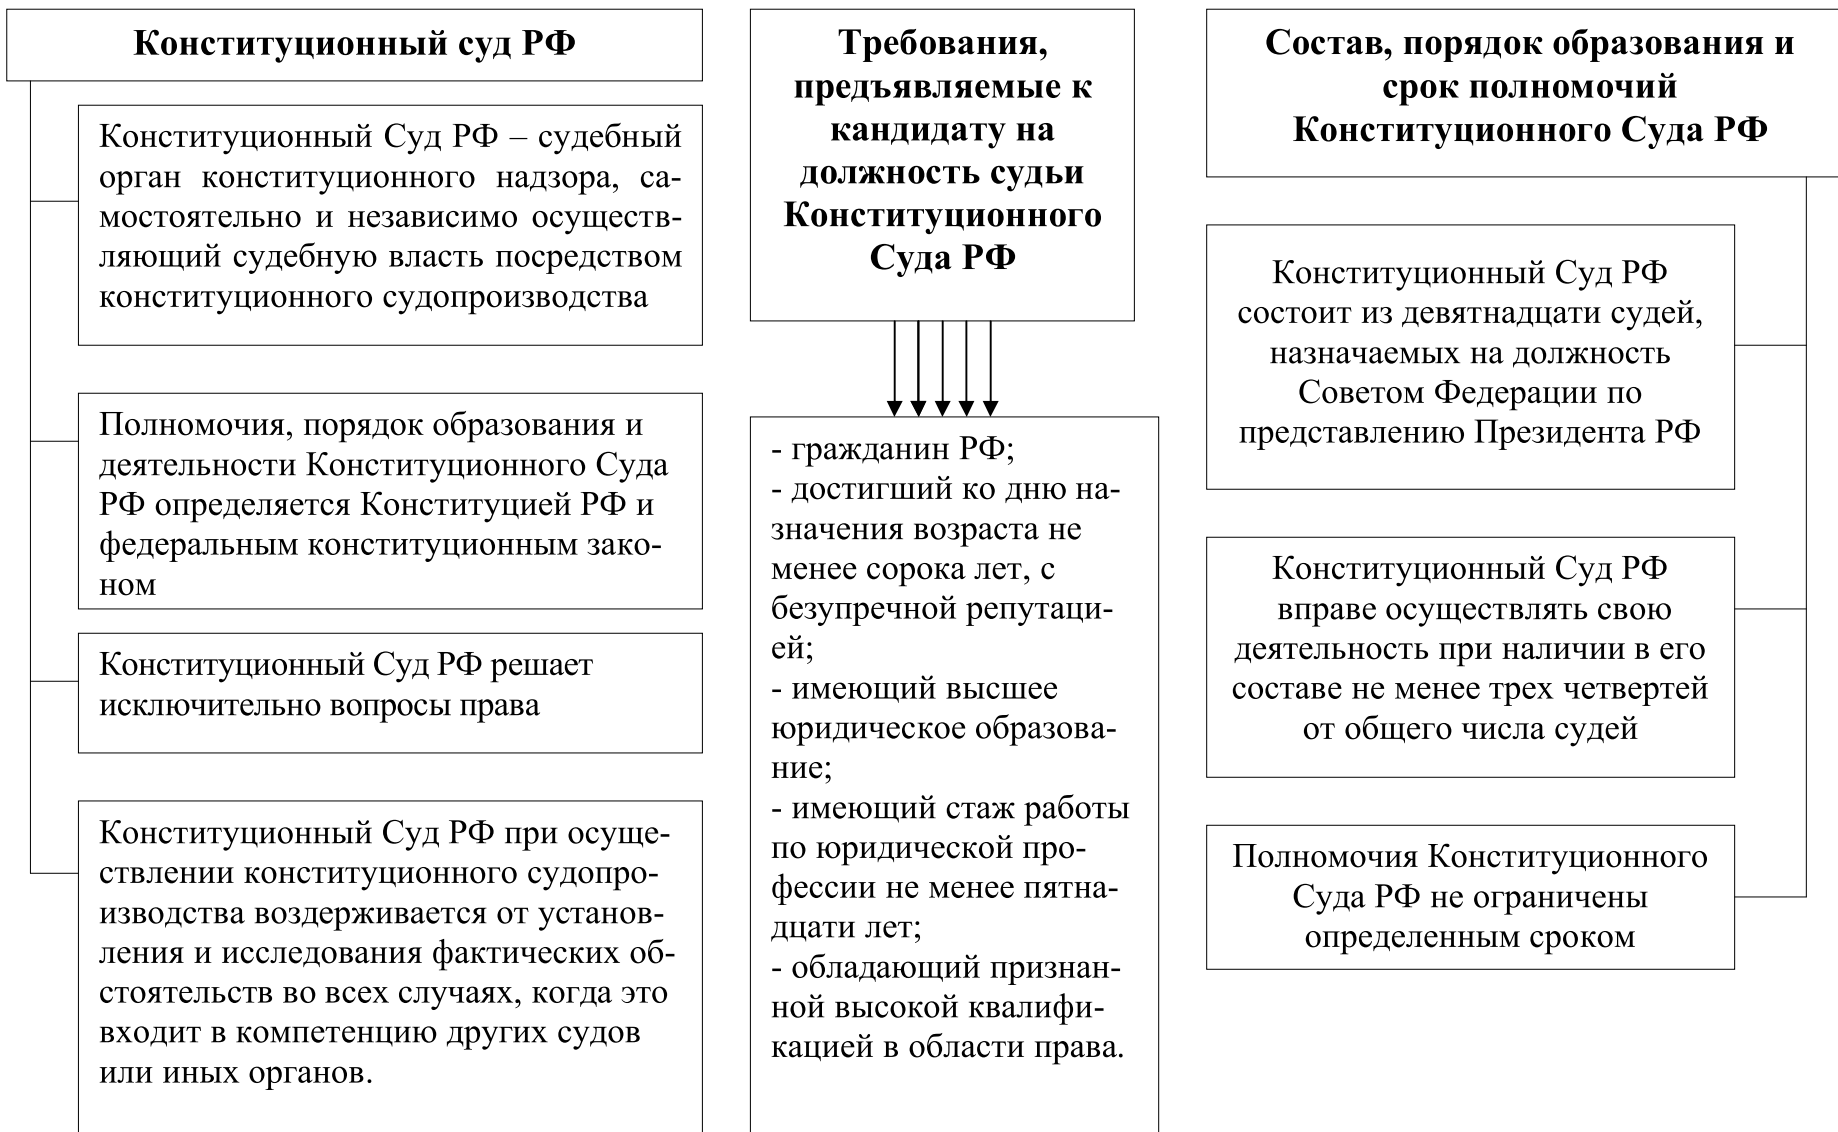 Конституционный суд РФ
Конституционный Суд РФ – судебный
орган конституционного надзора, са-
мостоятельно и независимо осуществ-
ляющий судебную власть посредством
конституционного судопроизводства
Полномочия, порядок образования и
деятельности Конституционного Суда
РФ определяется Конституцией РФ и
федеральным конституционным зако-
ном
Конституционный Суд РФ решает
исключительно вопросы права
Конституционный Суд РФ при осуще-
ствлении конституционного судопро-
изводства воздерживается от установ-
ления и исследования фактических об-
стоятельств во всех случаях, когда это
входит в компетенцию других судов
или иных органов.
Требования,
предъявляемые к
кандидату на
должность судьи
Конституционного
Суда РФ
- гражданин РФ;
- достигший ко дню на-
значения возраста не
менее сорока лет, с
безупречной репутаци-
ей;
- имеющий высшее
юридическое образова-
ние;
- имеющий стаж работы
по юридической про-
фессии не менее пятна-
дцати лет;
- обладающий признан-
ной высокой квалифи-
кацией в области права.
Состав, порядок образования и
срок полномочий
Конституционного Суда РФ
Конституционный Суд РФ
состоит из девятнадцати судей,
назначаемых на должность
Советом Федерации по
представлению Президента РФ
Конституционный Суд РФ
вправе осуществлять свою
деятельность при наличии в его
составе не менее трех четвертей
от общего числа судей
Полномочия Конституционного
Суда РФ не ограничены
определенным сроком